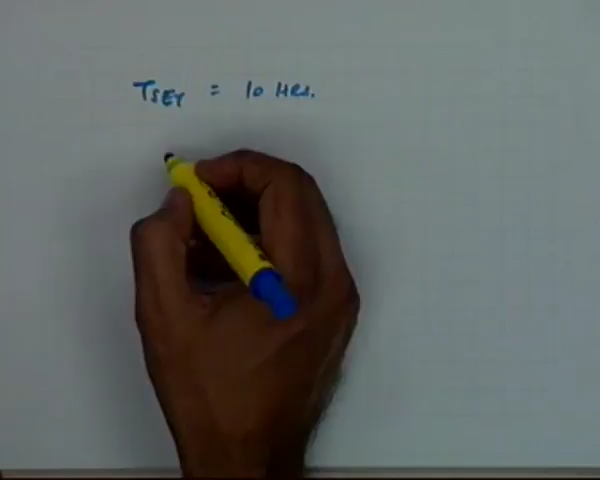 TSET = 10 HRS.